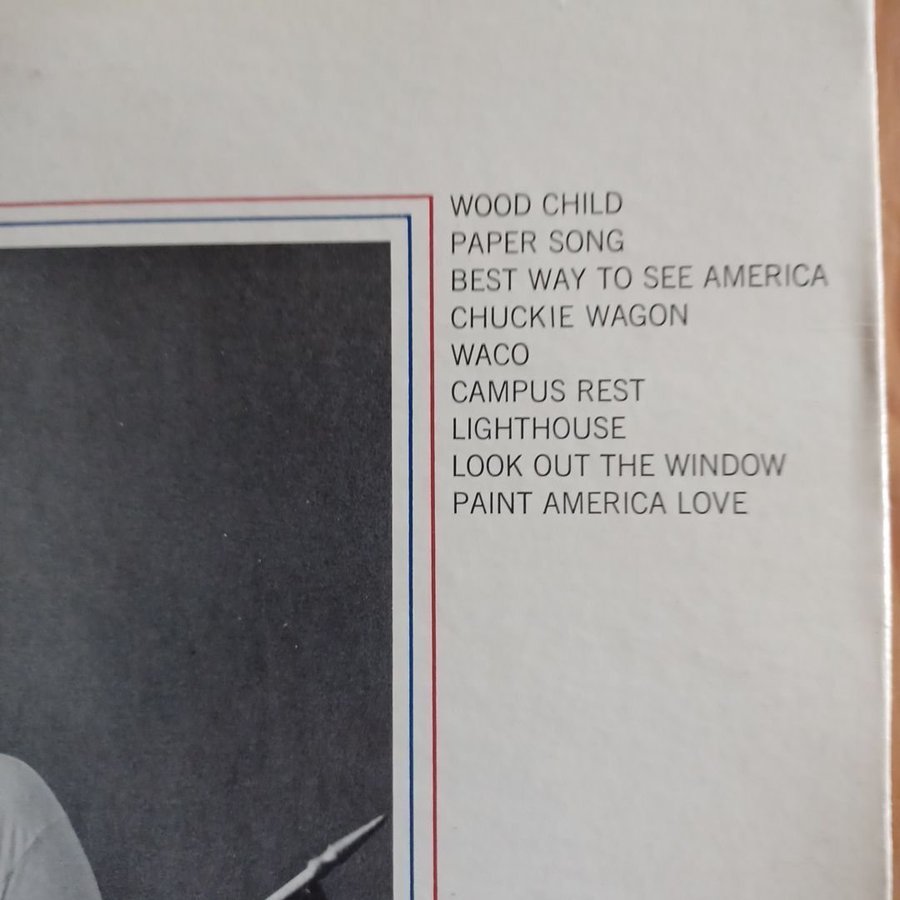 WOOD CHILD
PAPER SONG
BEST WAY TO SEE AMERICA
CHUCKIE WAGON
WACO
CAMPUS REST
LIGHTHOUSE
LOOK OUT THE WINDOW
PAINT AMERICA LOVE